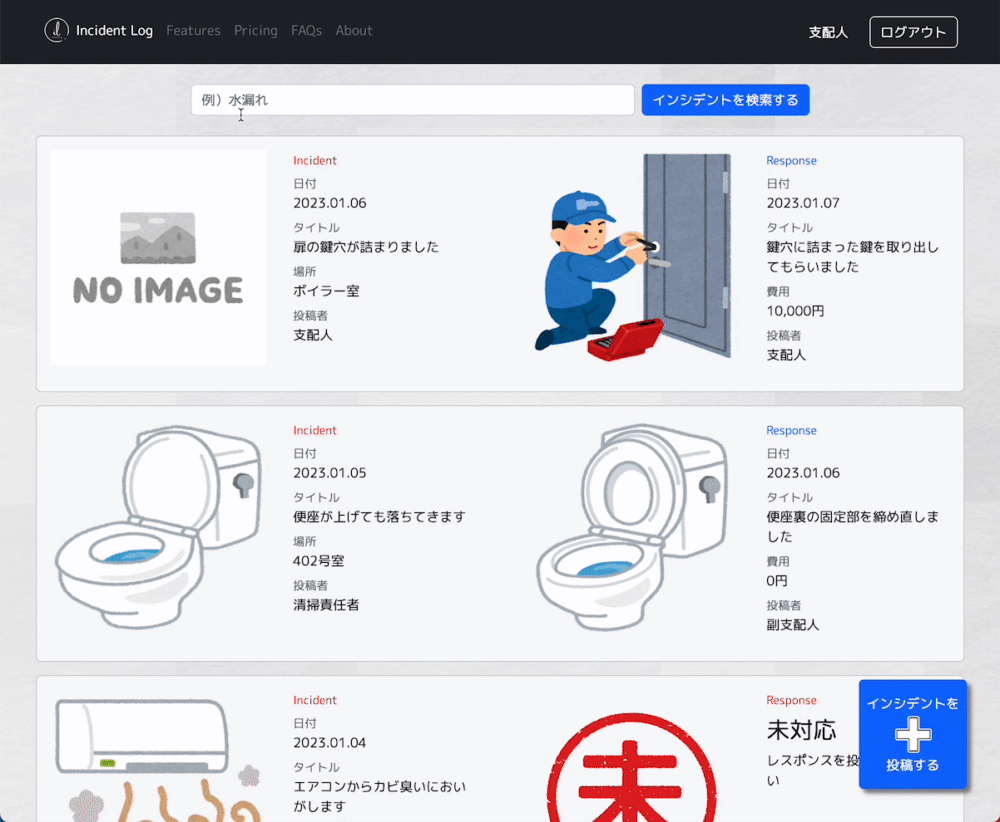 Incident Log Features Pricing FAQs About 支配人 ログアウト
例）水漏れ インシデントを検索する
NO IMAGE
Incident
日付
2023.01.06
タイトル
扉の鍵穴が詰まりました
場所
ボイラー室
投稿者
支配人
Response
日付
2023.01.07
タイトル
鍵穴に詰まった鍵を取り出し
てもらいました
費用
10,000円
投稿者
支配人
Incident
日付
2023.01.05
タイトル
便座が上げても落ちてきます
場所
402号室
投稿者
清掃責任者
Response
日付
2023.01.06
タイトル
便座裏の固定部を締め直しま
した
費用
0円
投稿者
副支配人
Incident
日付
2023.01.04
タイトル
エアコンからカビ臭いにおい
がします
未
Response
未対応
レスポンスを投
い
インシデントを
投稿する